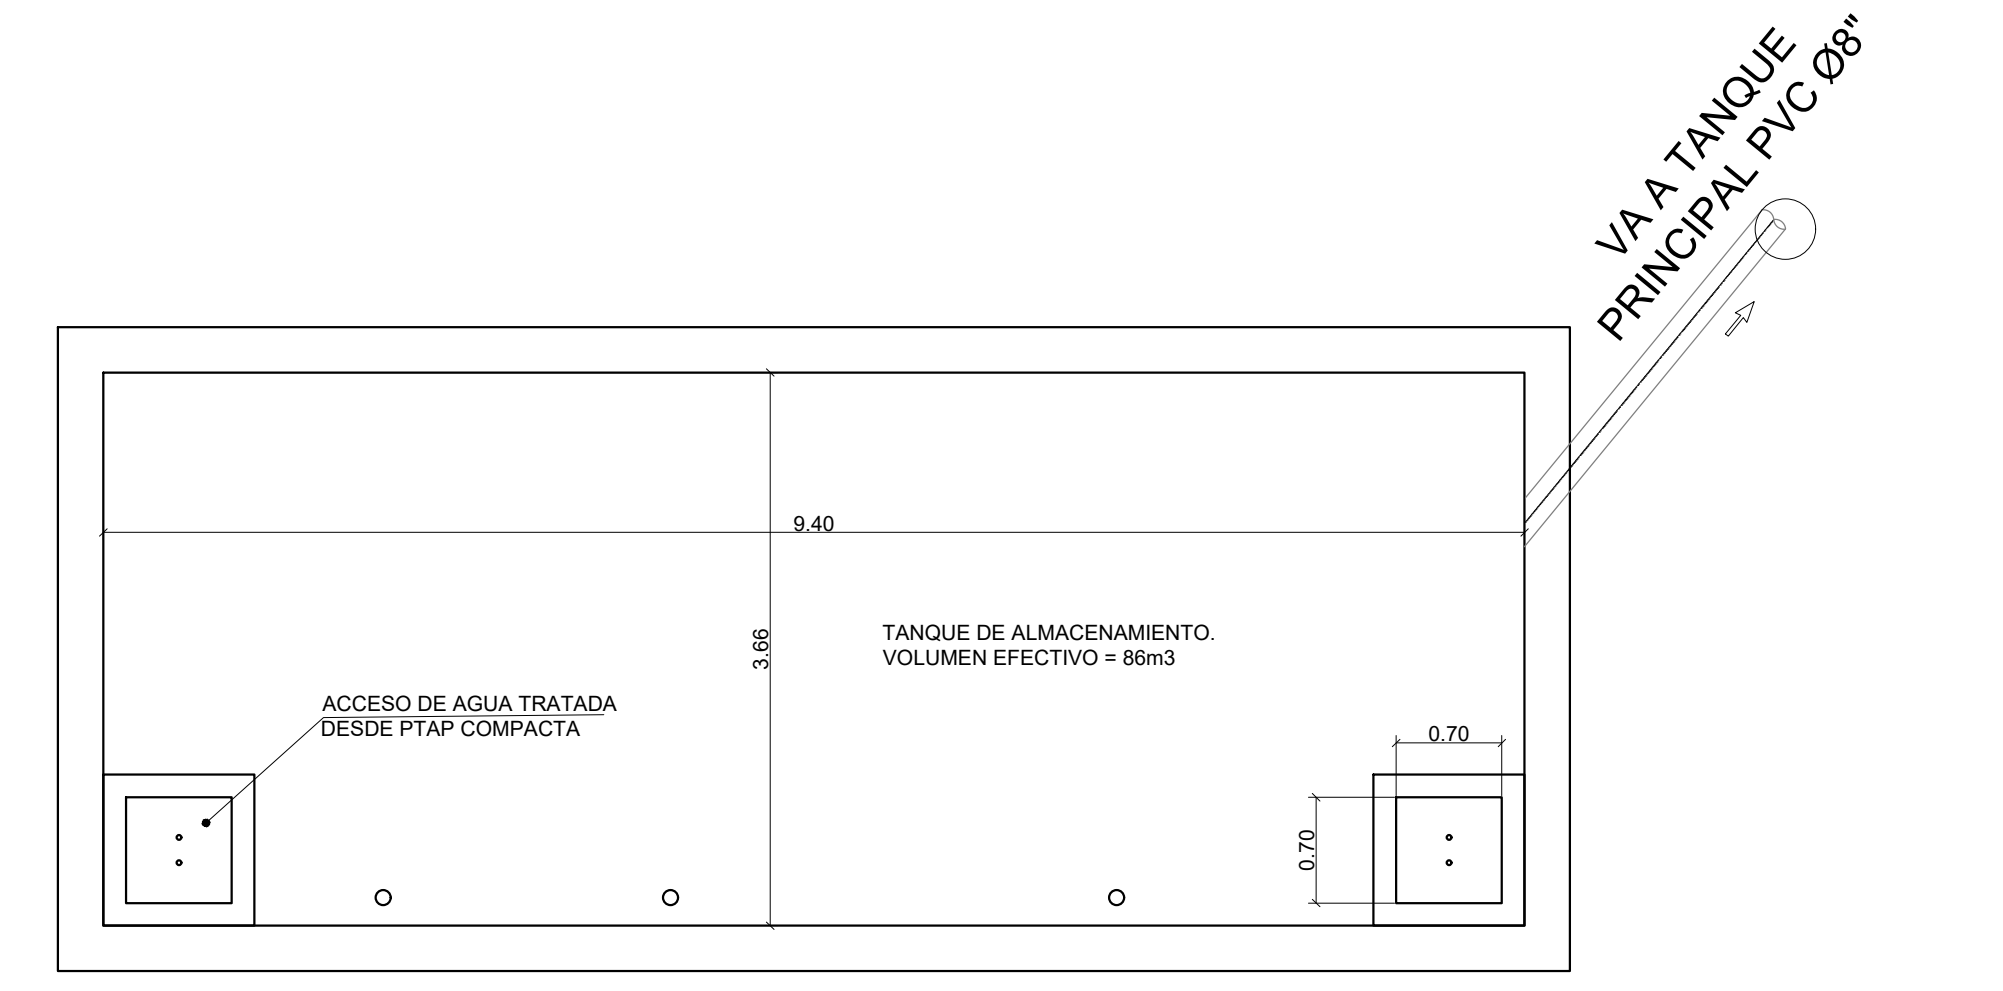 VA A TANQUE
PRINCIPAL PVC Ø8"
9.40
3.66
TANQUE DE ALMACENAMIENTO.
VOLUMEN EFECTIVO = 86m3
ACCESO DE AGUA TRATADA
DESDE PTAP COMPACTA
0.70
0.70